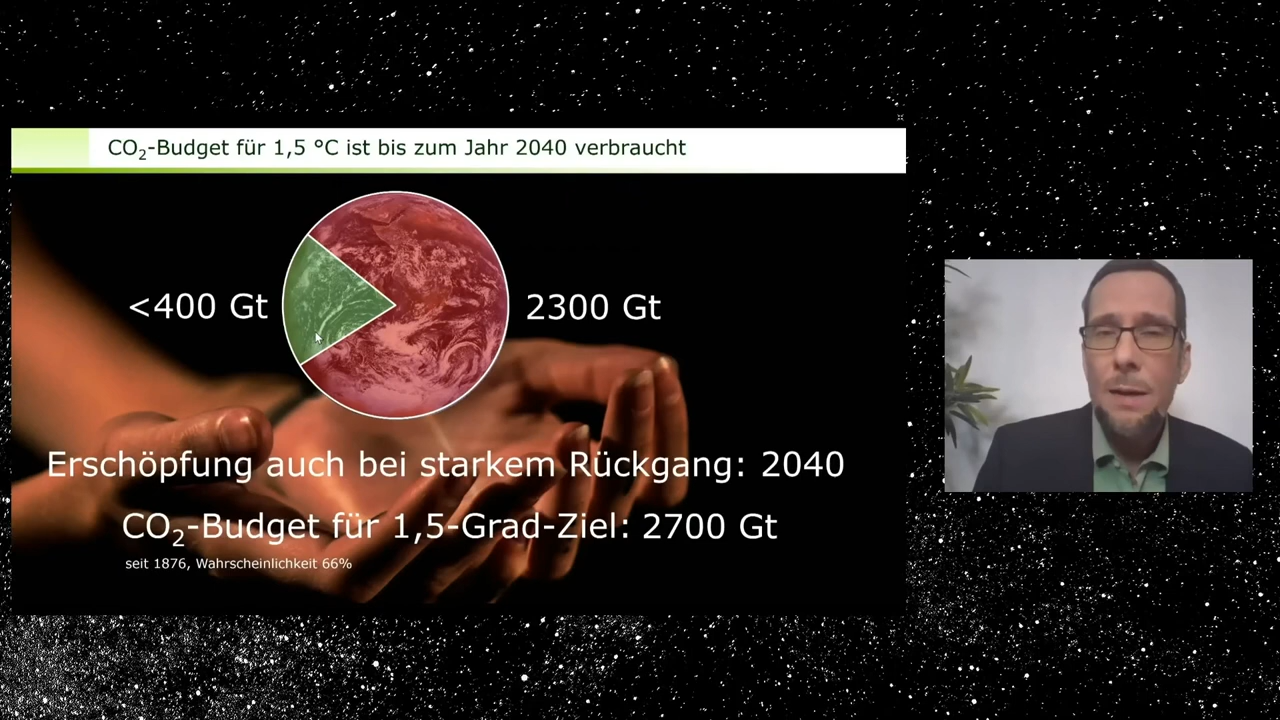 CO₂-Budget für 1,5 °C ist bis zum Jahr 2040 verbraucht
<400 Gt
2300 Gt
Erschöpfung auch bei starkem Rückgang: 2040
CO₂-Budget für 1,5-Grad-Ziel: 2700 Gt
seit 1876, Wahrscheinlichkeit 66%